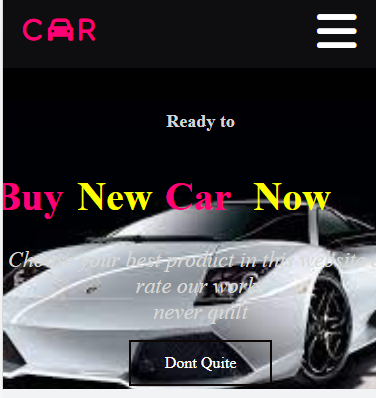 CAR
Ready to
Buy New Car Now
Choose your best product in this website
rate our work
never quilt
Dont Quite